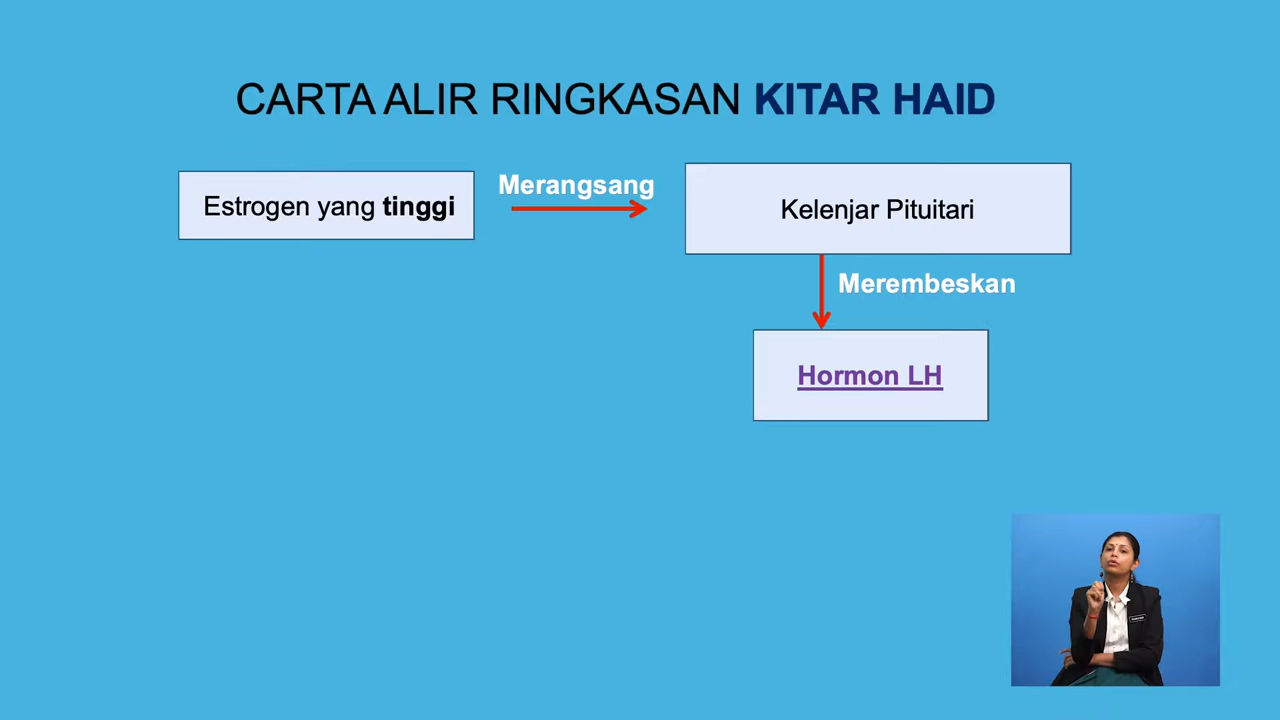 CARTA ALIR RINGKASAN KITAR HAID
Estrogen yang tinggi
Merangsang
Kelenjar Pituitari
Merembeskan
Hormon LH